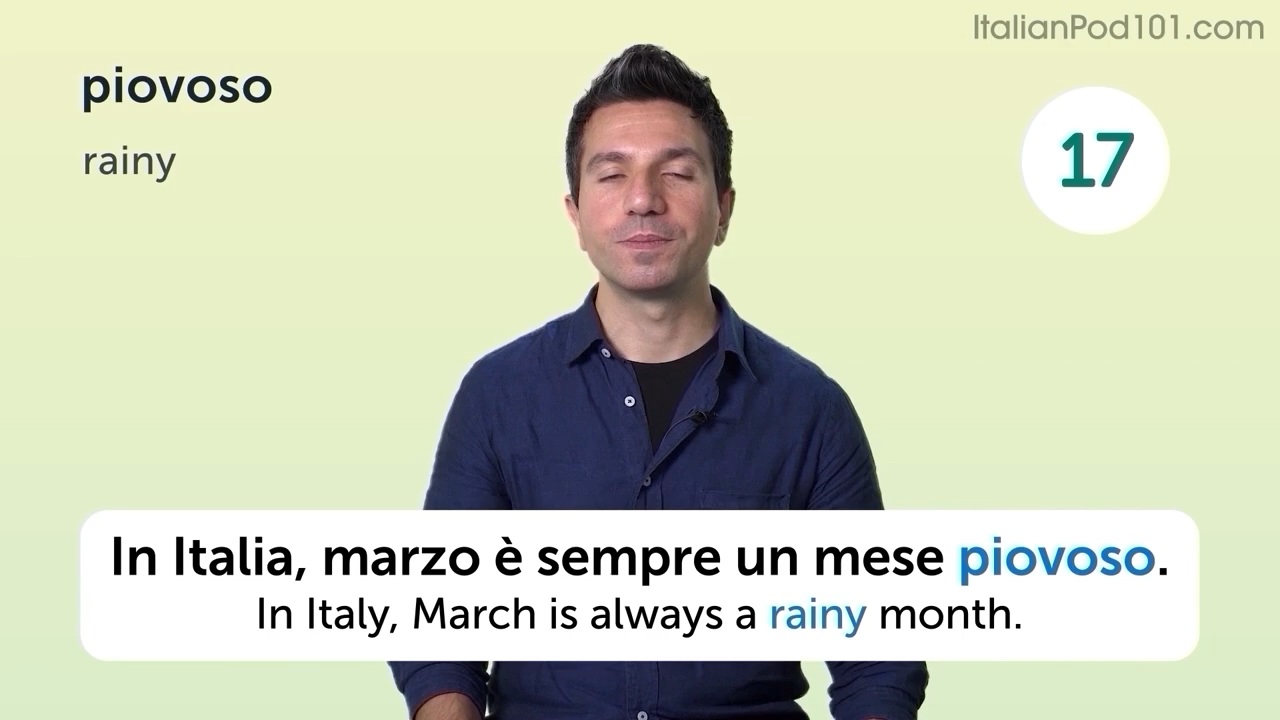 ItalianPod101.com
piovoso
rainy
17
In Italia, marzo è sempre un mese piovoso.
In Italy, March is always a rainy month.